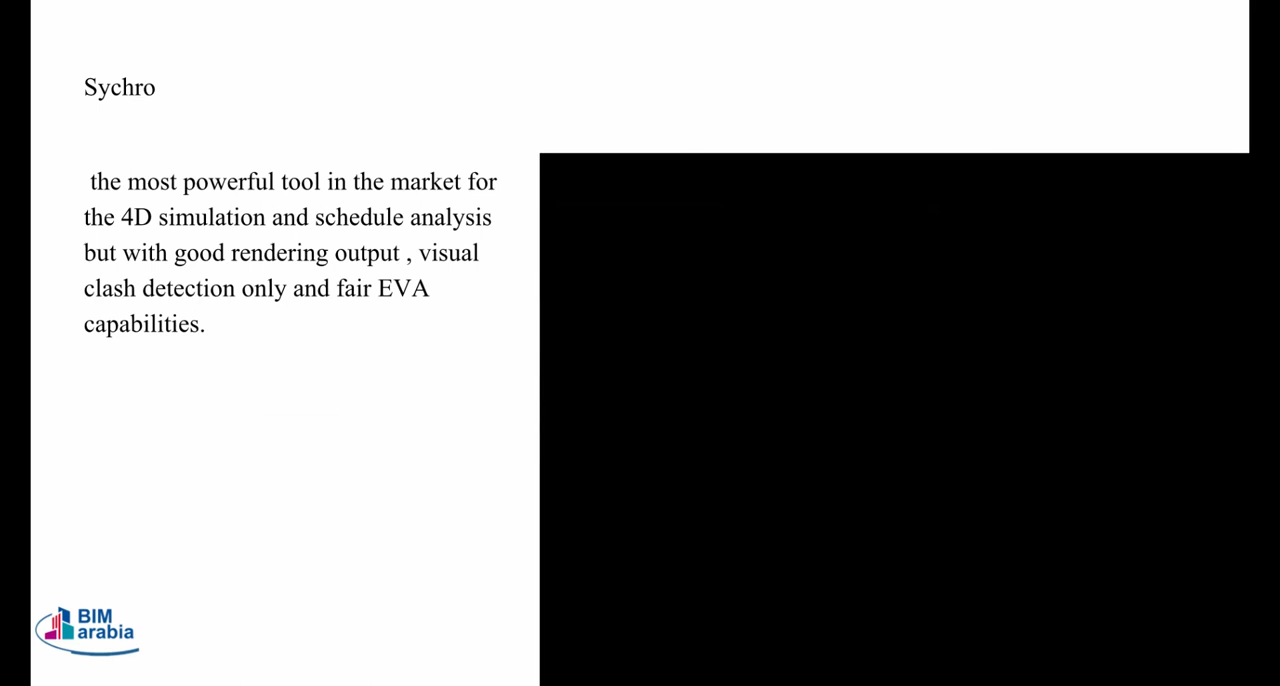 Sychro
the most powerful tool in the market for
the 4D simulation and schedule analysis
but with good rendering output , visual
clash detection only and fair EVA
capabilities.
BIM
arabia